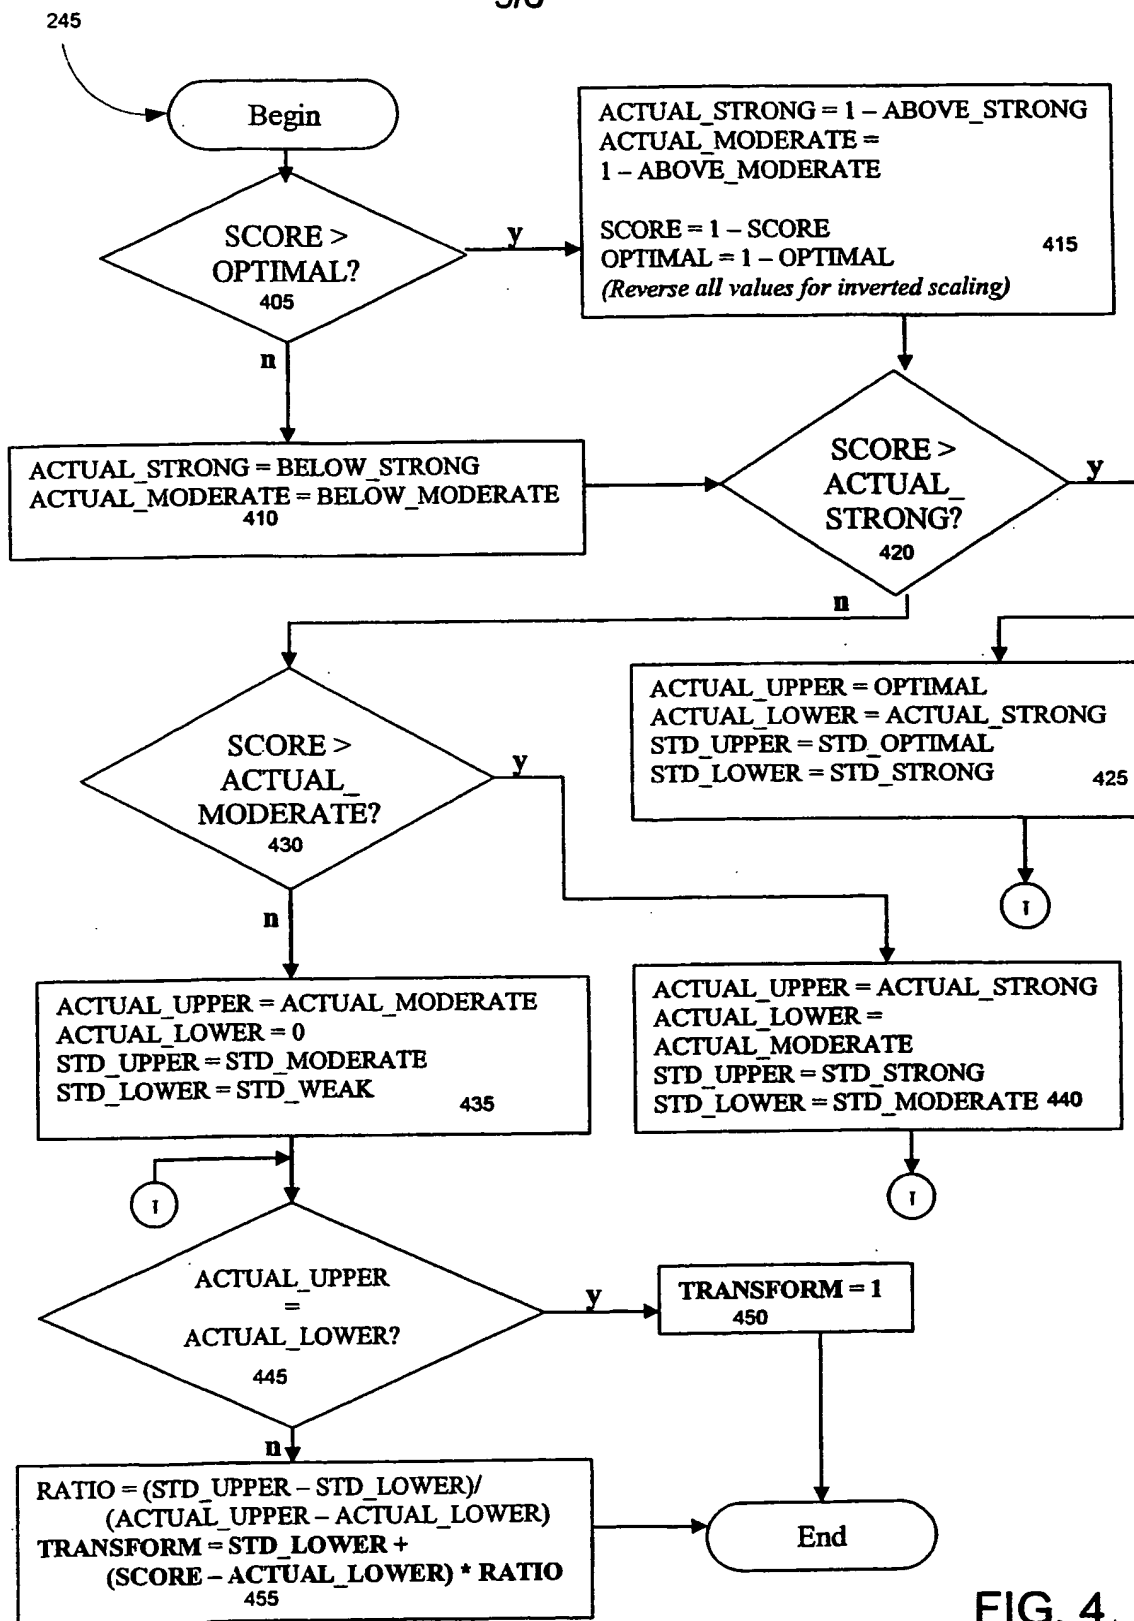 245
Begin
SCORE >
OPTIMAL?
405
y
n
ACTUAL_STRONG = 1 – ABOVE_STRONG
ACTUAL_MODERATE =
1 – ABOVE_MODERATE
SCORE = 1 – SCORE
OPTIMAL = 1 – OPTIMAL
(Reverse all values for inverted scaling)
415
ACTUAL_STRONG = BELOW_STRONG
ACTUAL_MODERATE = BELOW_MODERATE
410
SCORE >
ACTUAL_
STRONG?
420
y
n
ACTUAL_UPPER = OPTIMAL
ACTUAL_LOWER = ACTUAL_STRONG
STD_UPPER = STD_OPTIMAL
STD_LOWER = STD_STRONG
425
SCORE >
ACTUAL_
MODERATE?
430
y
n
ACTUAL_UPPER = ACTUAL_MODERATE
ACTUAL_LOWER = 0
STD_UPPER = STD_MODERATE
STD_LOWER = STD_WEAK
435
ACTUAL_UPPER = ACTUAL_STRONG
ACTUAL_LOWER =
ACTUAL_MODERATE
STD_UPPER = STD_STRONG
STD_LOWER = STD_MODERATE 440
ACTUAL_UPPER
=
ACTUAL_LOWER?
445
y
n
TRANSFORM = 1
450
RATIO = (STD_UPPER – STD_LOWER)/
(ACTUAL_UPPER – ACTUAL_LOWER)
TRANSFORM = STD_LOWER +
(SCORE – ACTUAL_LOWER) * RATIO
455
End
FIG. 4